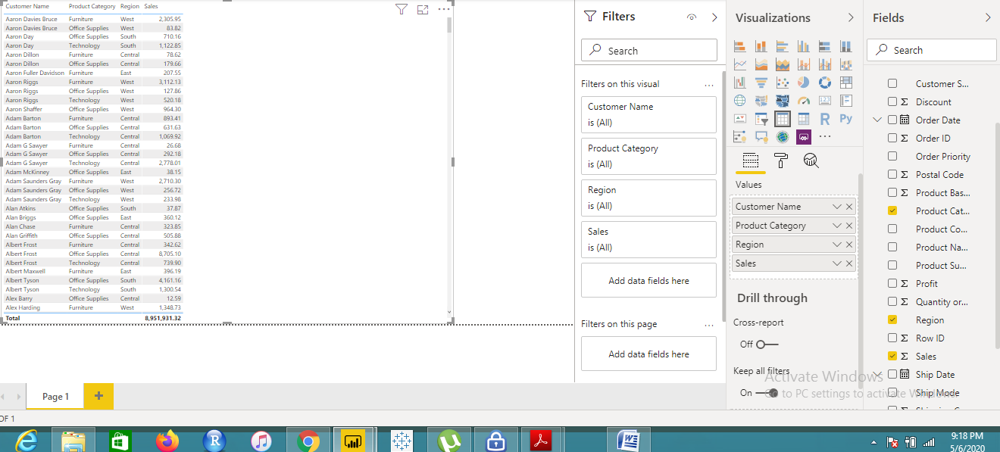 Customer Name Product Category Region Sales
Aaron Davies Bruce Furniture West 2,305.95
Aaron Davies Bruce Office Supplies West 83.82
Aaron Day Office Supplies South 710.16
Aaron Day Technology South 1,122.85
Aaron Dillon Furniture Central 78.62
Aaron Dillon Office Supplies Central 179.66
Aaron Fuller Davidson Furniture East 207.55
Aaron Riggs Furniture West 3,112.13
Aaron Riggs Office Supplies West 127.86
Aaron Riggs Technology West 520.18
Aaron Shaffer Office Supplies West 964.30
Adam Barton Furniture Central 893.41
Adam Barton Office Supplies Central 631.63
Adam Barton Technology Central 1,069.92
Adam G Sawyer Furniture Central 26.68
Adam G Sawyer Office Supplies Central 292.18
Adam G Sawyer Technology Central 2,778.01
Adam McKinney Office Supplies East 38.15
Adam Saunders Gray Furniture West 2,710.30
Adam Saunders Gray Office Supplies West 256.72
Adam Saunders Gray Technology West 233.98
Alan Atkins Office Supplies South 37.87
Alan Briggs Office Supplies East 360.12
Alan Chase Furniture Central 323.85
Alan Griffith Office Supplies Central 505.88
Albert Frost Furniture Central 342.62
Albert Frost Office Supplies Central 8,705.10
Albert Frost Technology Central 739.90
Albert Maxwell Furniture East 396.19
Albert Tyson Office Supplies South 4,161.16
Albert Tyson Technology South 1,300.54
Alex Barry Office Supplies Central 12.59
Alex Harding Furniture West 1,348.73
Total 8,951,931.32
Page 1
OF 1
Filters
Search
Filters on this visual
Customer Name
is (All)
Product Category
is (All)
Region
is (All)
Sales
is (All)
Add data fields here
Filters on this page
Add data fields here
Visualizations
R Py
Values
Customer Name
Product Category
Region
Sales
Drill through
Cross-report
Off
Keep all filters
On
Fields
Search
Customer S...
Discount
Order Date
Order ID
Order Priority
Postal Code
Product Bas...
Product Cat...
Product Co...
Product Na...
Product Su...
Profit
Quantity or...
Region
Row ID
Sales
Ship Date
Ship Mode
Activate Windows
Go to PC settings to activate Windows.
9:18 PM
5/6/2020